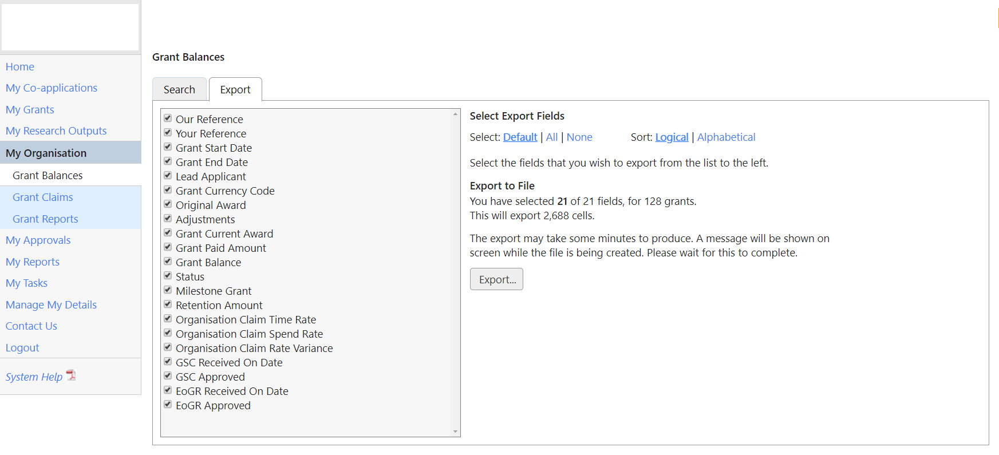 Home
My Co-applications
My Grants
My Research Outputs
My Organisation
Grant Balances
Grant Claims
Grant Reports
My Approvals
My Reports
My Tasks
Manage My Details
Contact Us
Logout
System Help
Grant Balances
Search
Export
Our Reference
Your Reference
Grant Start Date
Grant End Date
Lead Applicant
Grant Currency Code
Original Award
Adjustments
Grant Current Award
Grant Paid Amount
Grant Balance
Status
Milestone Grant
Retention Amount
Organisation Claim Time Rate
Organisation Claim Spend Rate
Organisation Claim Rate Variance
GSC Received On Date
GSC Approved
EoGR Received On Date
EoGR Approved
Select Export Fields
Select: Default | All | None Sort: Logical | Alphabetical
Select the fields that you wish to export from the list to the left.
Export to File
You have selected 21 of 21 fields, for 128 grants.
This will export 2,688 cells.
The export may take some minutes to produce. A message will be shown on
screen while the file is being created. Please wait for this to complete.
Export...